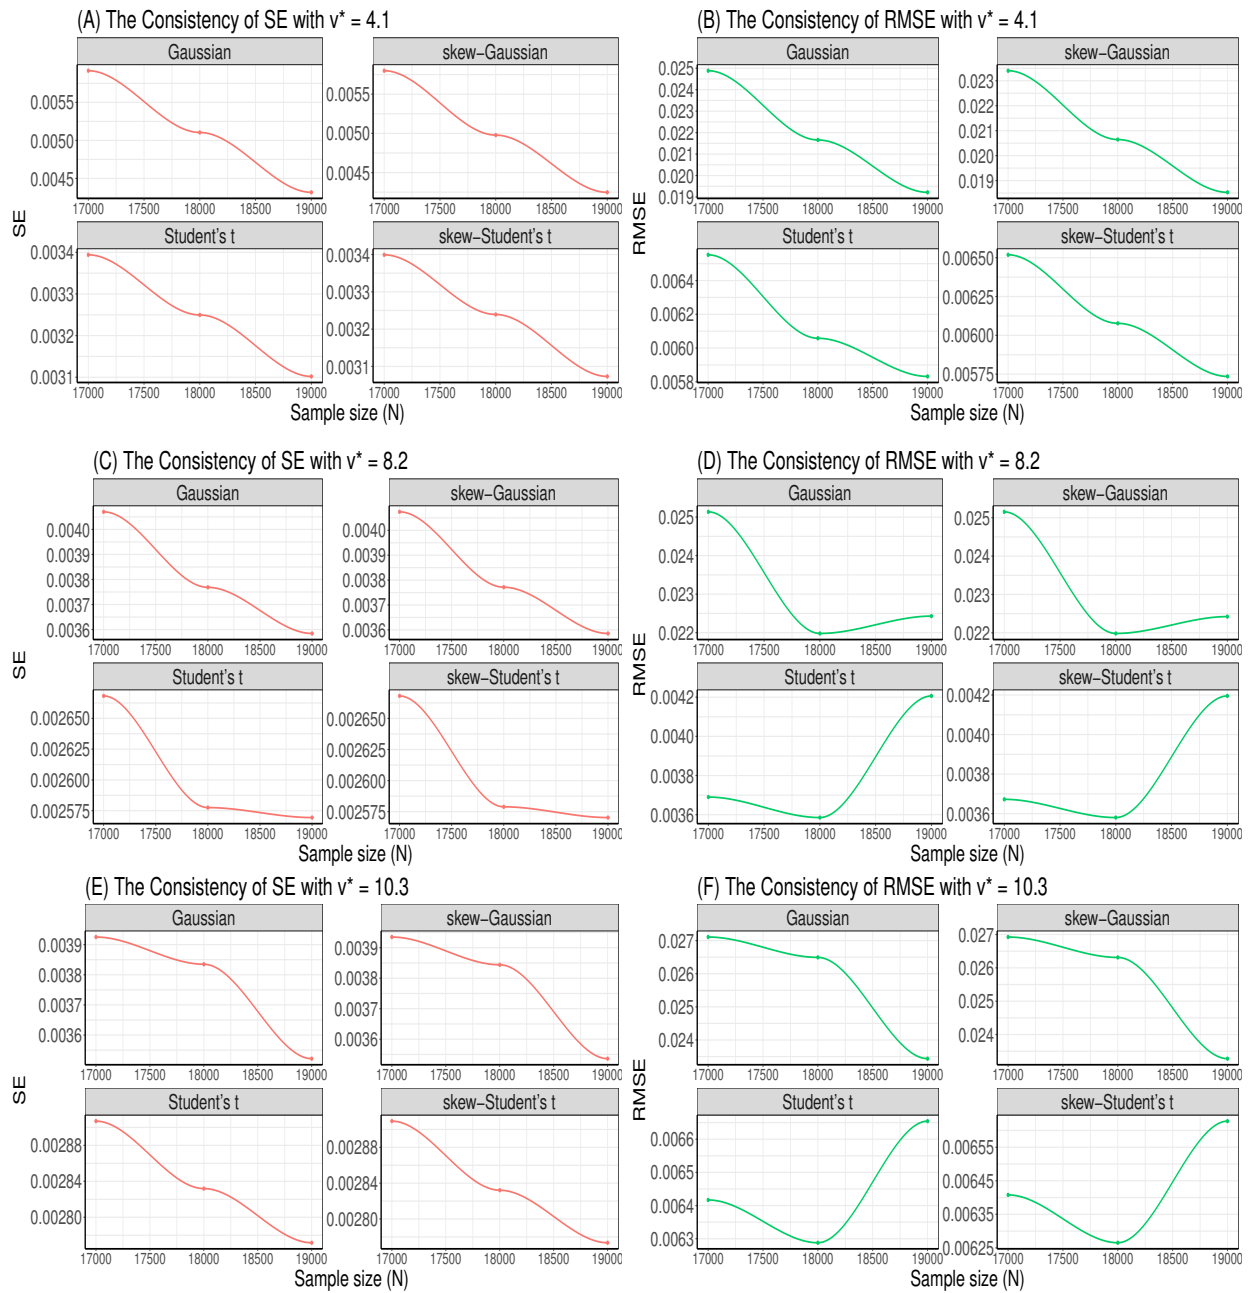 (A) The Consistency of SE with v* = 4.1
Gaussian
skew−Gaussian
0.0055
0.0050
0.0045
17000 17500 18000 18500 19000
0.0055
0.0050
0.0045
17000 17500 18000 18500 19000
Student's t
skew−Student's t
0.0034
0.0033
0.0032
0.0031
17000 17500 18000 18500 19000
0.0034
0.0033
0.0032
0.0031
17000 17500 18000 18500 19000
SE
Sample size (N)
(B) The Consistency of RMSE with v* = 4.1
Gaussian
skew−Gaussian
0.025
0.024
0.023
0.022
0.021
0.020
0.019
17000 17500 18000 18500 19000
0.023
0.022
0.021
0.020
0.019
17000 17500 18000 18500 19000
Student's t
skew−Student's t
0.0064
0.0062
0.0060
0.0058
17000 17500 18000 18500 19000
0.00650
0.00625
0.00600
0.00575
17000 17500 18000 18500 19000
RMSE
Sample size (N)
(C) The Consistency of SE with v* = 8.2
Gaussian
skew−Gaussian
0.0040
0.0039
0.0038
0.0037
0.0036
17000 17500 18000 18500 19000
0.0040
0.0039
0.0038
0.0037
0.0036
17000 17500 18000 18500 19000
Student's t
skew−Student's t
0.002650
0.002625
0.002600
0.002575
17000 17500 18000 18500 19000
0.002650
0.002625
0.002600
0.002575
17000 17500 18000 18500 19000
SE
Sample size (N)
(D) The Consistency of RMSE with v* = 8.2
Gaussian
skew−Gaussian
0.025
0.024
0.023
0.022
17000 17500 18000 18500 19000
0.025
0.024
0.023
0.022
17000 17500 18000 18500 19000
Student's t
skew−Student's t
0.0042
0.0040
0.0038
0.0036
17000 17500 18000 18500 19000
0.0042
0.0040
0.0038
0.0036
17000 17500 18000 18500 19000
RMSE
Sample size (N)
(E) The Consistency of SE with v* = 10.3
Gaussian
skew−Gaussian
0.0039
0.0038
0.0037
0.0036
17000 17500 18000 18500 19000
0.0039
0.0038
0.0037
0.0036
17000 17500 18000 18500 19000
Student's t
skew−Student's t
0.00288
0.00284
0.00280
17000 17500 18000 18500 19000
0.00288
0.00284
0.00280
17000 17500 18000 18500 19000
SE
Sample size (N)
(F) The Consistency of RMSE with v* = 10.3
Gaussian
skew−Gaussian
0.027
0.026
0.025
0.024
17000 17500 18000 18500 19000
0.027
0.026
0.025
0.024
17000 17500 18000 18500 19000
Student's t
skew−Student's t
0.0066
0.0065
0.0064
0.0063
17000 17500 18000 18500 19000
0.00655
0.00645
0.00635
0.00625
17000 17500 18000 18500 19000
RMSE
Sample size (N)